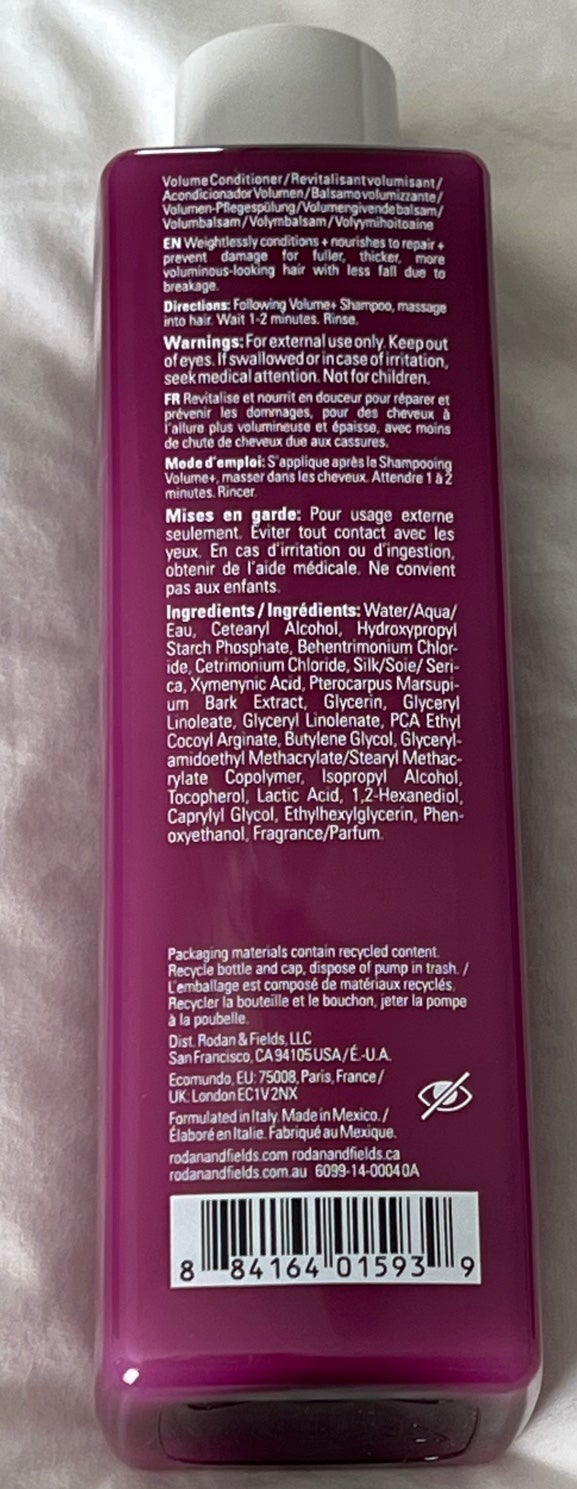 Volume Conditioner/Revitalisant volumisant/
Acondicionador Volumen/Balsamo volumizzante/
Volumen-Pflegespülung/Volumengivende balsam/
Volumbalsam/Volymbalsam/Volyymihoitoaine
EN Weightlessly conditions + nourishes to repair +
prevent damage for fuller, thicker, more
voluminous-looking hair with less fall due to
breakage.
Directions: Following Volume+ Shampoo, massage
into hair. Wait 1-2 minutes. Rinse.
Warnings: For external use only. Keep out
of eyes. If swallowed or in case of irritation,
seek medical attention. Not for children.
FR Revitalise et nourrit en douceur pour réparer et
prévenir les dommages, pour des cheveux à
l'allure plus volumineuse et épaisse, avec moins
de chute de cheveux due aux cassures.
Mode d'emploi: S'applique après le Shampooing
Volume+, masser dans les cheveux. Attendre 1 à 2
minutes. Rincer.
Mises en garde: Pour usage externe
seulement. Éviter tout contact avec les
yeux. En cas d'irritation ou d'ingestion,
obtenir de l'aide médicale. Ne convient
pas aux enfants.
Ingredients / Ingrédients: Water/Aqua/
Eau, Cetearyl Alcohol, Hydroxypropyl
Starch Phosphate, Behentrimonium Chlor-
ide, Cetrimonium Chloride, Silk/Soie/ Seri-
ca, Xymenynic Acid, Pterocarpus Marsupi-
um Bark Extract, Glycerin, Glyceryl
Linoleate, Glyceryl Linolenate, PCA Ethyl
Cocoyl Arginate, Butylene Glycol, Glyceryl-
amidoethyl Methacrylate/Stearyl Methac-
rylate Copolymer, Isopropyl Alcohol,
Tocopherol, Lactic Acid, 1,2-Hexanediol,
Caprylyl Glycol, Ethylhexylglycerin, Phen-
oxyethanol, Fragrance/Parfum.
Packaging materials contain recycled content.
Recycle bottle and cap, dispose of pump in trash. /
L'emballage est composé de matériaux recyclés.
Recycler la bouteille et le bouchon, jeter la pompe
à la poubelle.
Dist. Rodan & Fields, LLC
San Francisco, CA 94105 USA / É.-U.A.
Ecomundo, EU: 75008, Paris, France /
UK: London EC1V 2NX
Formulated in Italy. Made in Mexico. /
Élaboré en Italie. Fabriqué au Mexique.
rodanandfields.com rodanandfields.ca
rodanandfields.com.au 6099-14-00040A
8 84164 01593 9